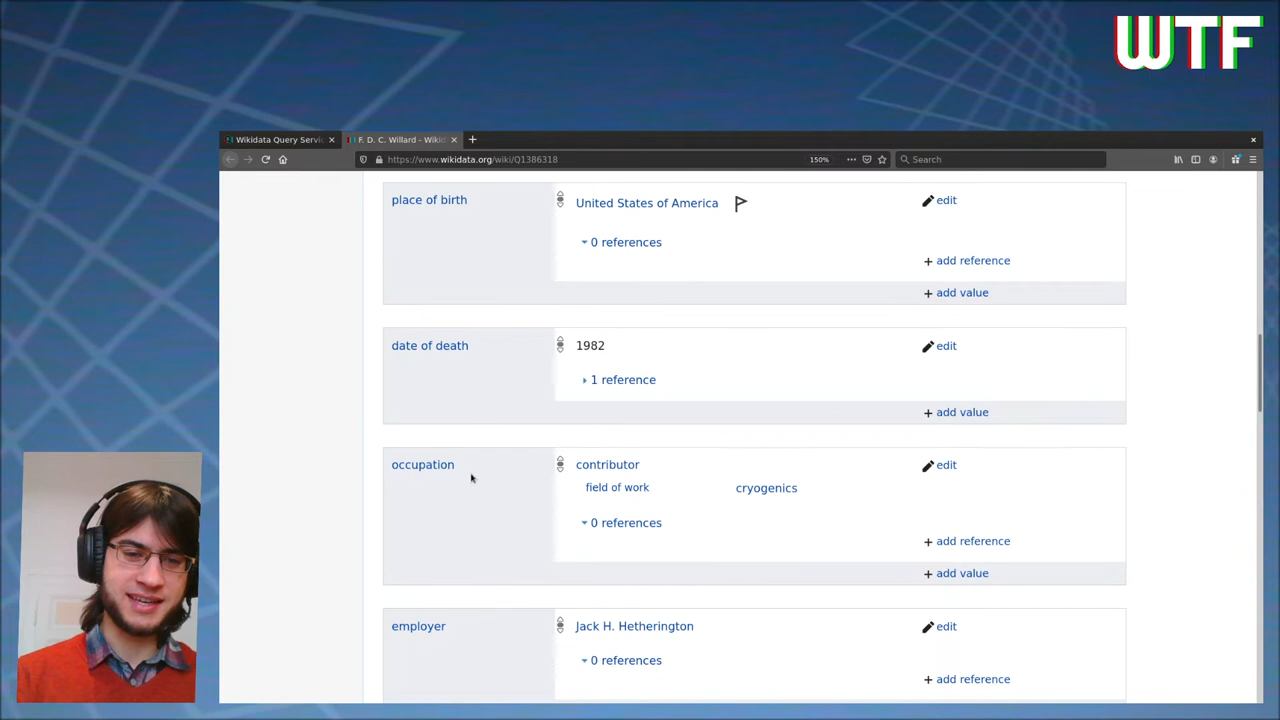 WTF
Wikidata Query Servic
F. D. C. Willard - Wikid
https://www.wikidata.org/wiki/Q1386318
150%
Search
place of birth
United States of America
edit
0 references
+ add reference
+ add value
date of death
1982
edit
1 reference
+ add value
occupation
contributor
edit
field of work
cryogenics
0 references
+ add reference
+ add value
employer
Jack H. Hetherington
edit
0 references
+ add reference